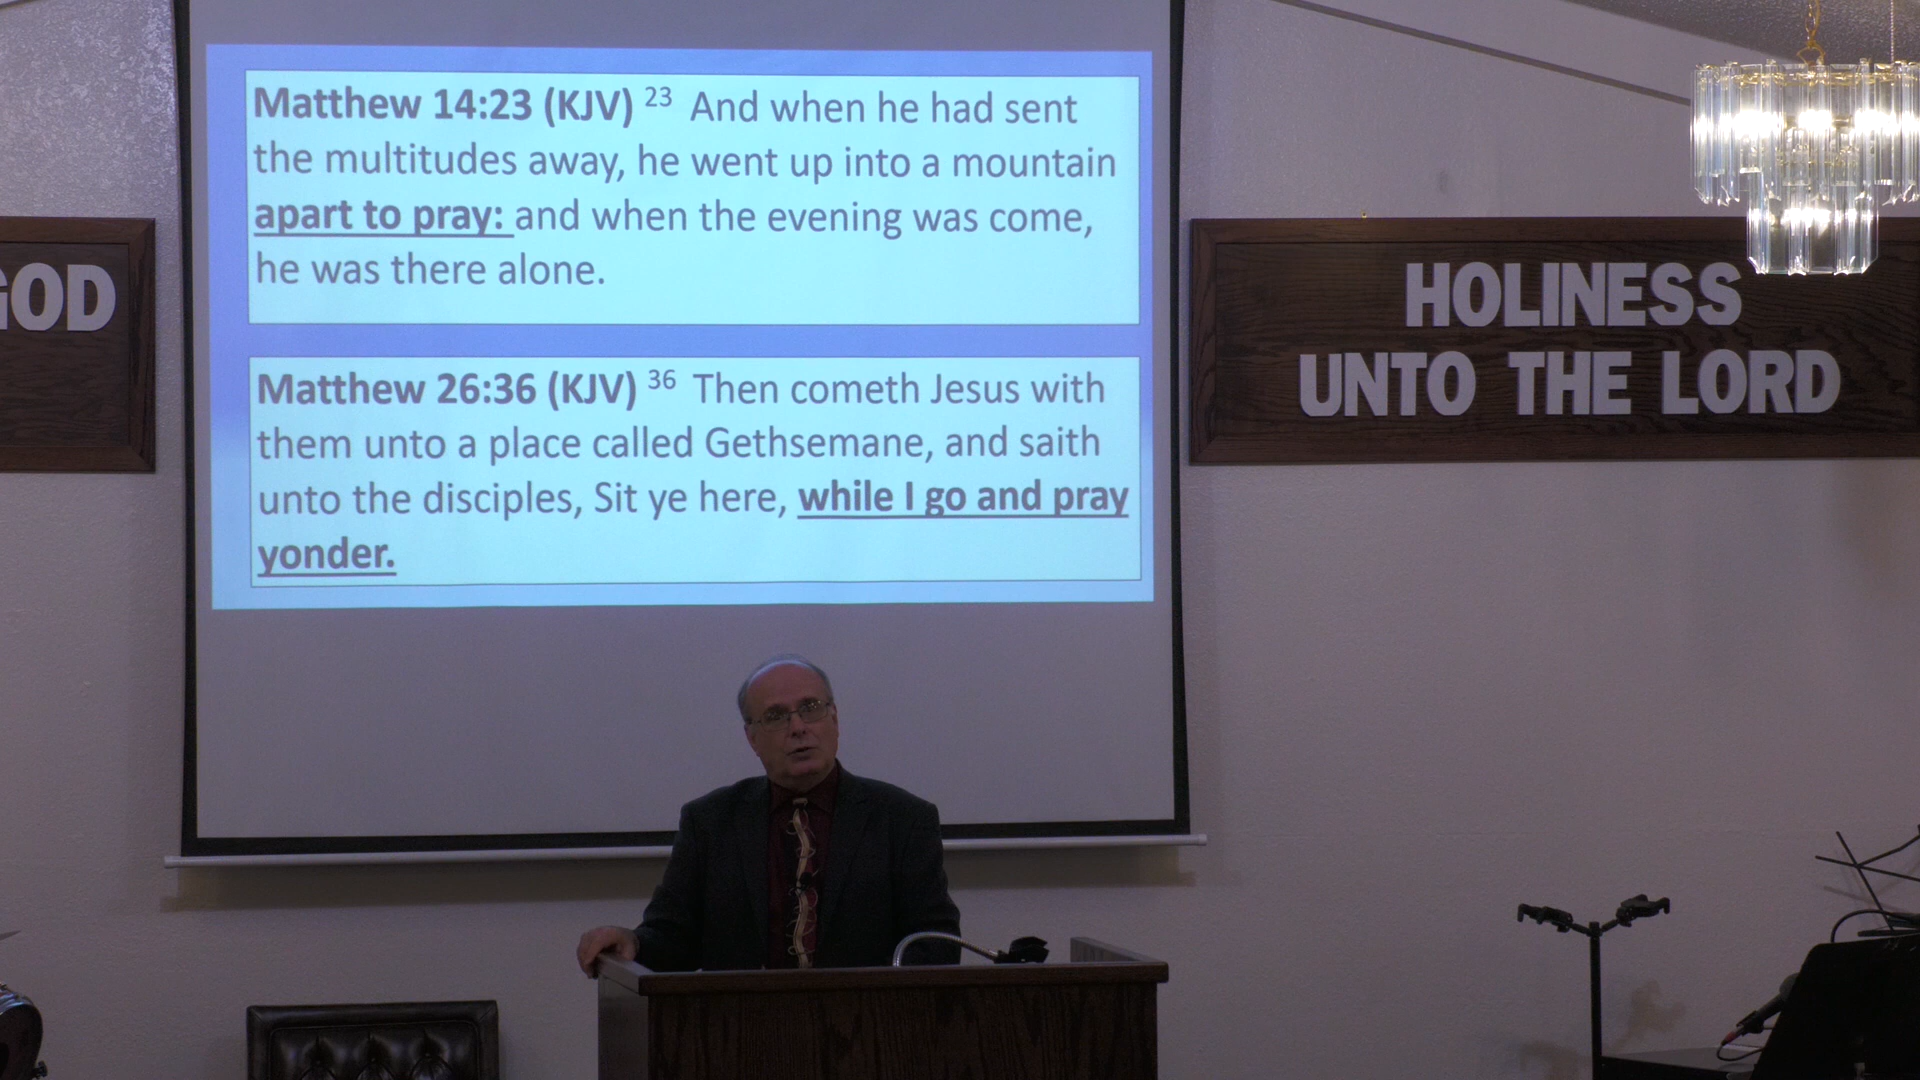 Matthew 14:23 (KJV) 23 And when he had sent
the multitudes away, he went up into a mountain
apart to pray: and when the evening was come,
he was there alone.
Matthew 26:36 (KJV) 36 Then cometh Jesus with
them unto a place called Gethsemane, and saith
unto the disciples, Sit ye here, while I go and pray
yonder.
GOD
HOLINESS
UNTO THE LORD